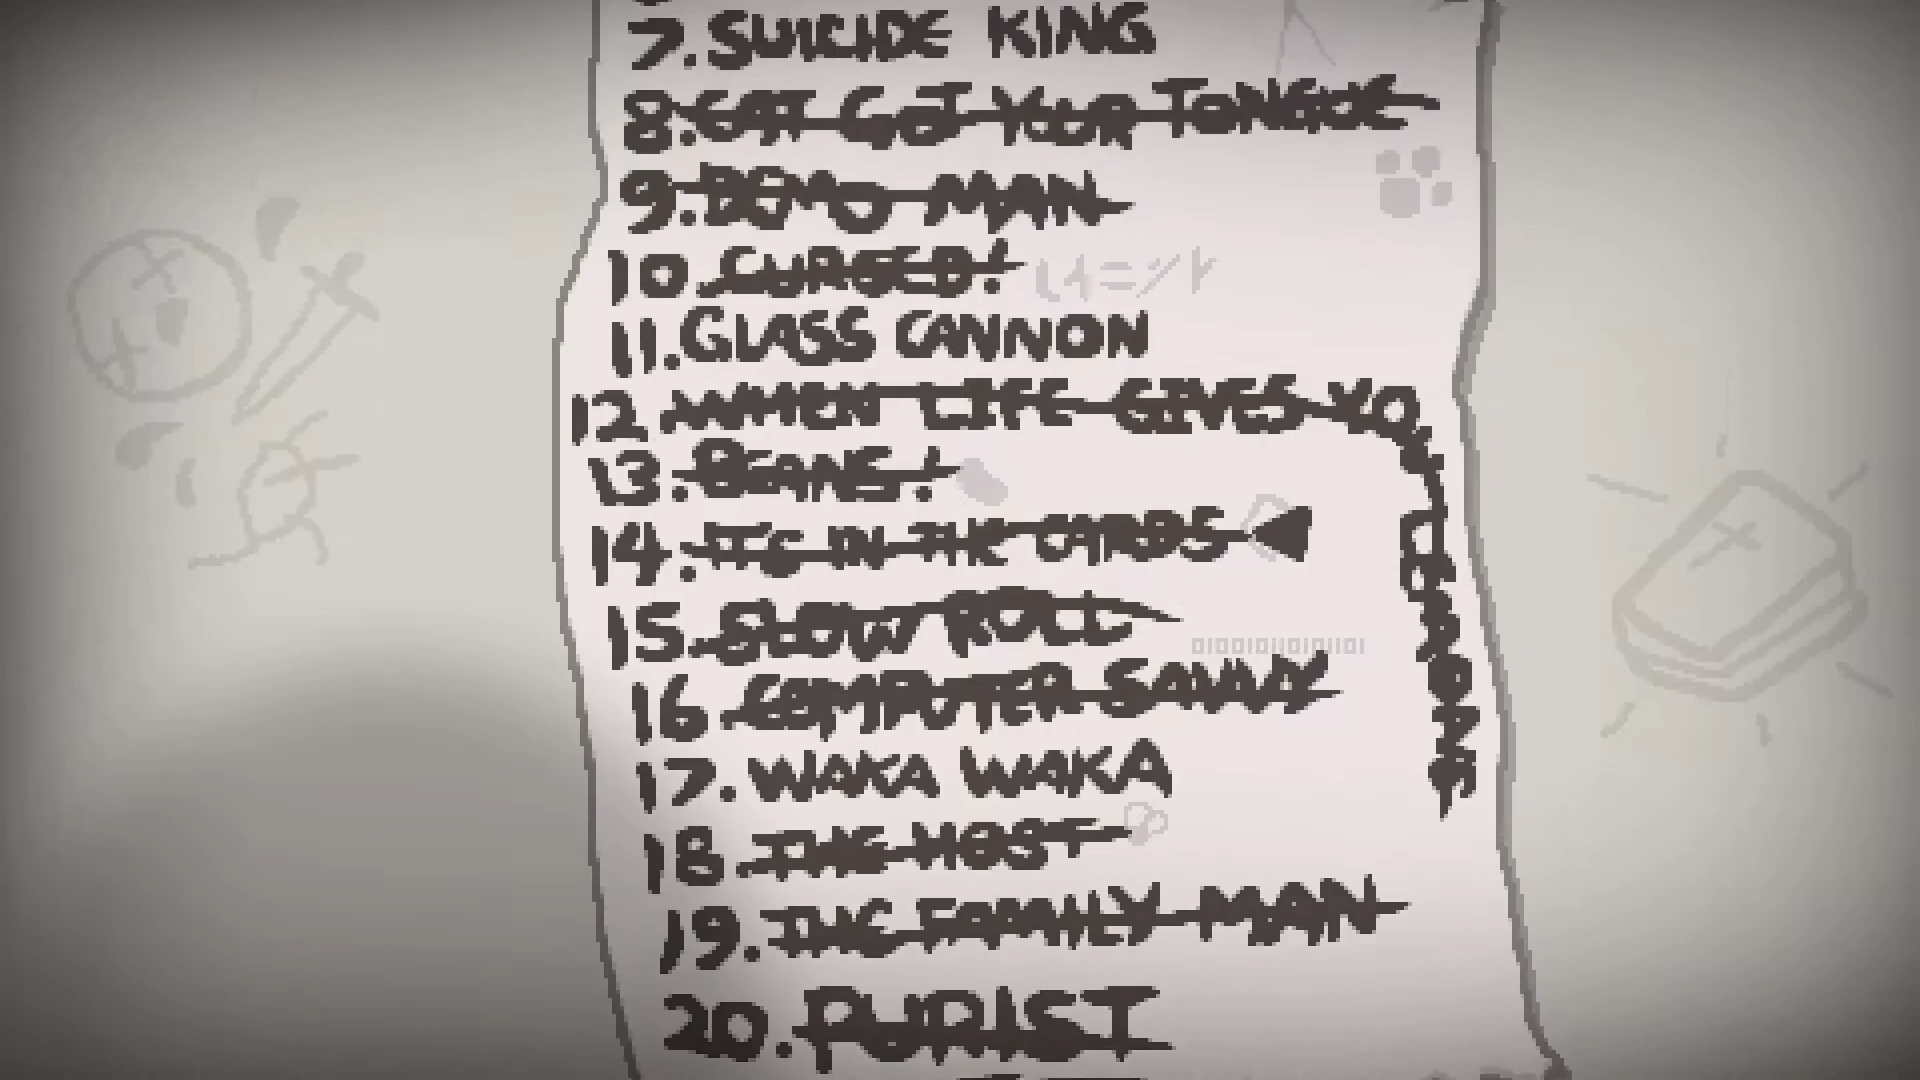 7. SUICIDE KING
8. CAT GOT YOUR TONGUE
9. DEMO MAN
10. CURSED!
11. GLASS CANNON
12 WHEN LIFE GIVES YOU LEMONS
13. BEANS!
14. ITS IN THE CARDS
15. SLOW ROLL
16. COMPUTER SAVVY
17. WAKA WAKA
18. THE HOST
19. THE FAMILY MAN
20. PURIST